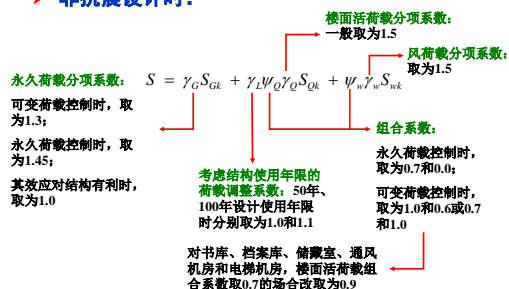 ➢ 非抗震设计时：
楼面活荷载分项系数：
一般取为1.5
风荷载分项系数：
取为1.5
永久荷载分项系数：
S = γ_G S_Gk + γ_L ψ_Q γ_Q S_Qk + ψ_w γ_w S_wk
可变荷载控制时，取
为1.3；
永久荷载控制时，取
为1.45；
其效应对结构有利时，
取为1.0
考虑结构使用年限的
荷载调整系数：50年、
100年设计使用年限
时分别取为1.0和1.1
组合系数：
永久荷载控制时，
取为0.7和0.0；
可变荷载控制时，
取为1.0和0.6或0.7
和1.0
对书库、档案库、储藏室、通风
机房和电梯机房，楼面活荷载组
合系数取0.7的场合改取为0.9